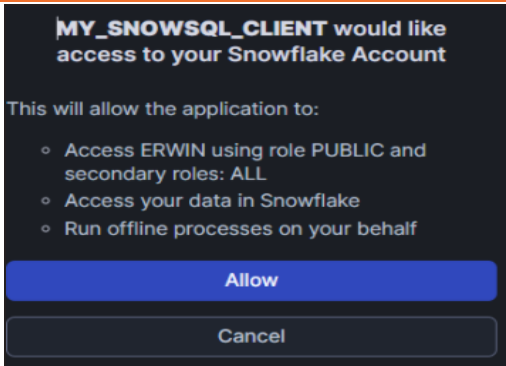 MY_SNOWSQL_CLIENT would like
access to your Snowflake Account
This will allow the application to:
◦ Access ERWIN using role PUBLIC and
secondary roles: ALL
◦ Access your data in Snowflake
◦ Run offline processes on your behalf
Allow
Cancel